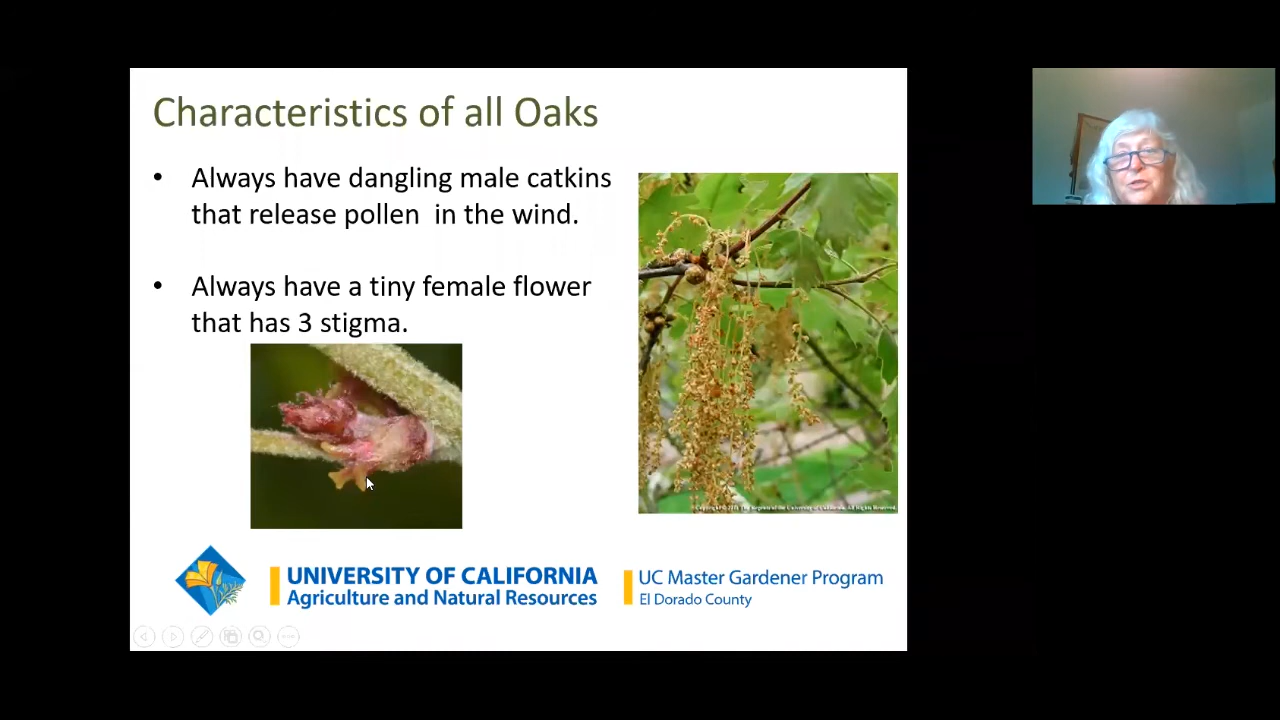 Characteristics of all Oaks
• Always have dangling male catkins
that release pollen in the wind.
• Always have a tiny female flower
that has 3 stigma.
UNIVERSITY OF CALIFORNIA
Agriculture and Natural Resources
UC Master Gardener Program
El Dorado County